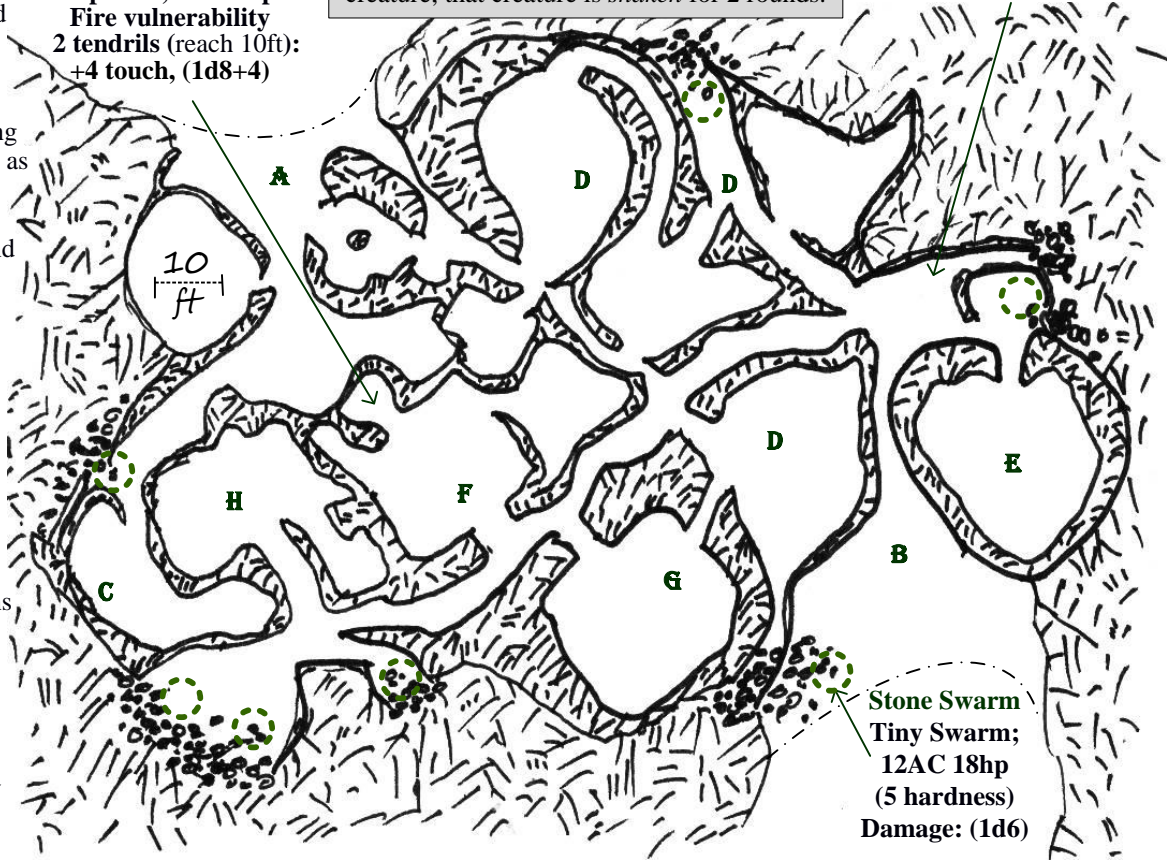 Fire vulnerability
2 tendrils (reach 10ft):
+4 touch, (1d8+4)
creature, that creature is shaken for 2 rounds.
as
A
D
D
10
ft
D
E
H
F
B
C
G
Stone Swarm
Tiny Swarm;
12AC 18hp
(5 hardness)
Damage: (1d6)